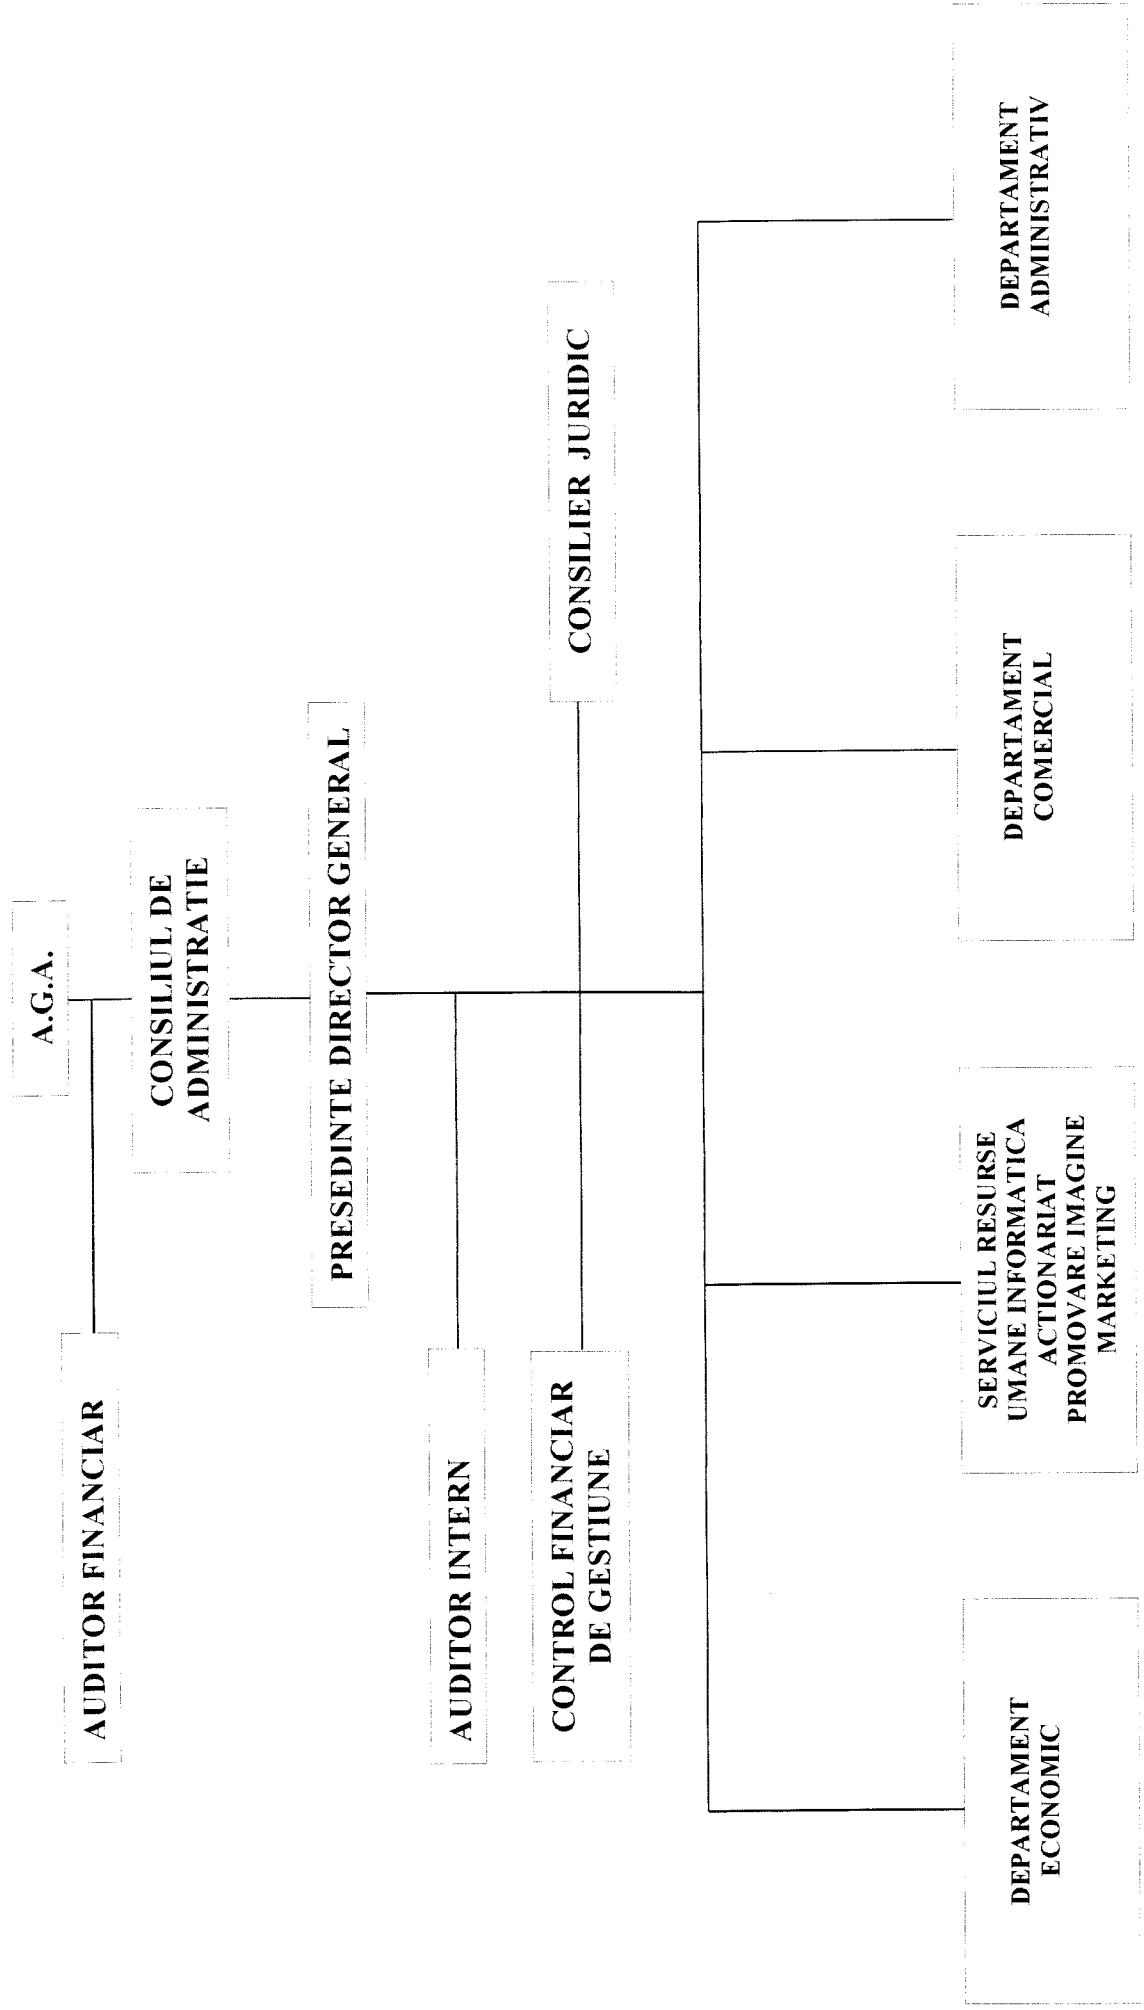 A.G.A.
AUDITOR FINANCIAR
CONSILIUL DE
ADMINISTRATIE
PRESEDINTE DIRECTOR GENERAL
AUDITOR INTERN
CONTROL FINANCIAR
DE GESTIUNE
CONSILIER JURIDIC
DEPARTAMENT
ECONOMIC
SERVICIUL RESURSE
UMANE INFORMATICA
ACTIONARIAT
PROMOVARE IMAGINE
MARKETING
DEPARTAMENT
COMERCIAL
DEPARTAMENT
ADMINISTRATIV